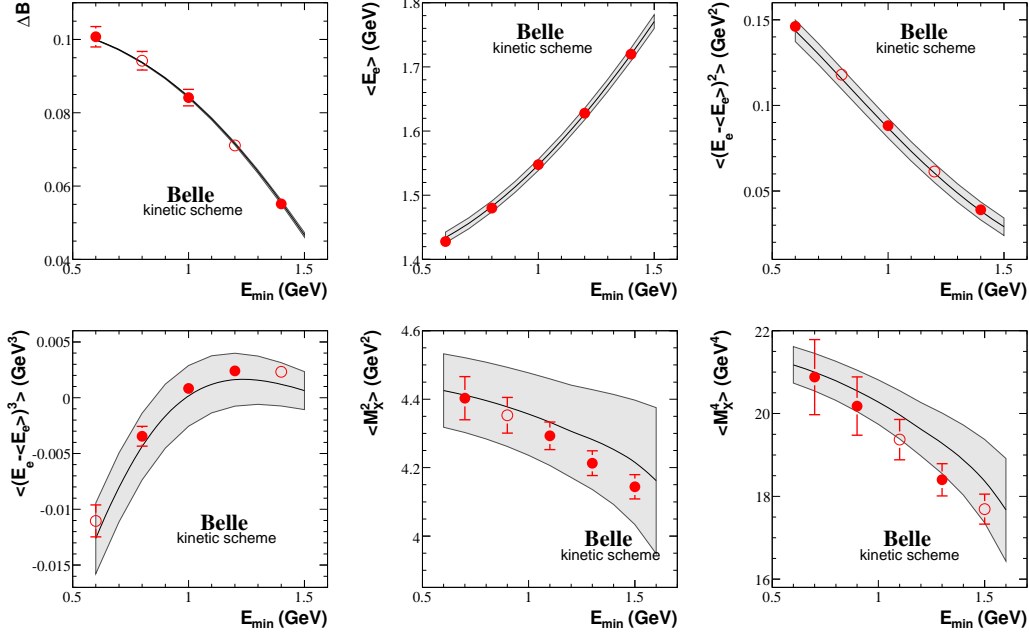 ΔB
0.1
0.08
0.06
0.04
0.5
1
1.5
E_min (GeV)
Belle
kinetic scheme
<E_e> (GeV)
1.8
1.7
1.6
1.5
1.4
0.5
1
1.5
E_min (GeV)
Belle
kinetic scheme
<(E_e-<E_e>)^2> (GeV^2)
0.15
0.1
0.05
0.5
1
1.5
E_min (GeV)
Belle
kinetic scheme
<(E_e-<E_e>)^3> (GeV^3)
0.005
0
-0.005
-0.01
-0.015
0.5
1
1.5
E_min (GeV)
Belle
kinetic scheme
<M_X^2> (GeV^2)
4.6
4.4
4.2
4
0.5
1
1.5
E_min (GeV)
Belle
kinetic scheme
<M_X^4> (GeV^4)
22
20
18
16
0.5
1
1.5
E_min (GeV)
Belle
kinetic scheme